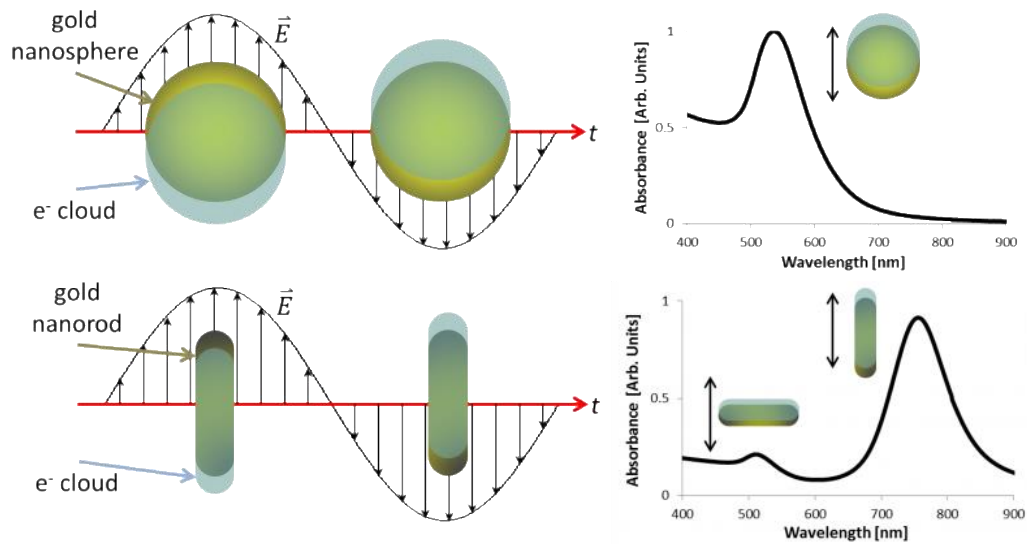 gold
nanosphere
E⃗
t
e⁻ cloud
Absorbance [Arb. Units]
1
0.5
0
400 500 600 700 800 900
Wavelength [nm]
gold
nanorod
E⃗
t
e⁻ cloud
Absorbance [Arb. Units]
1
0.5
0
400 500 600 700 800 900
Wavelength [nm]